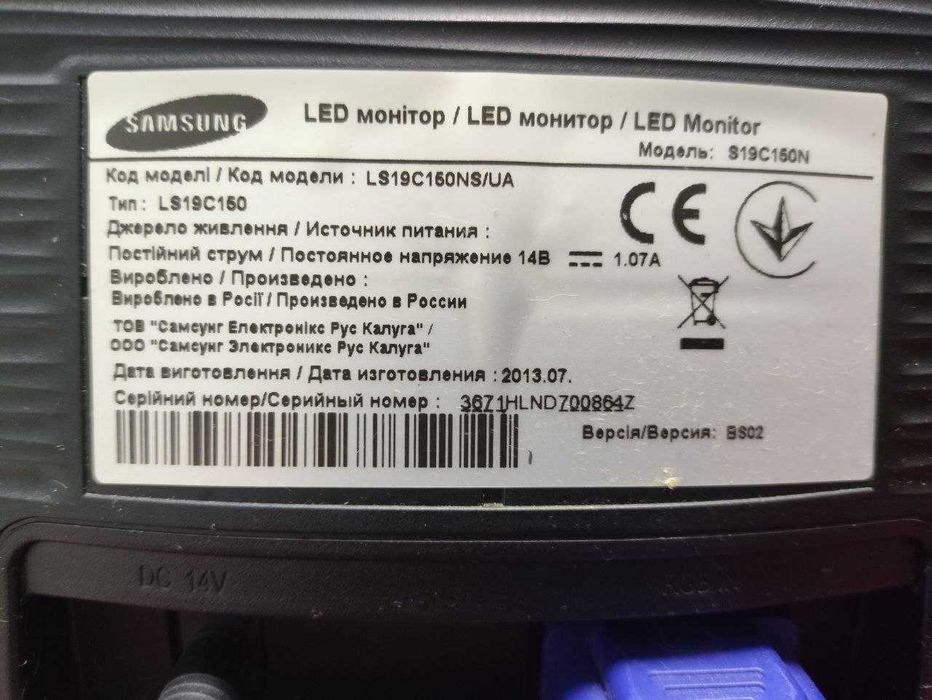 SAMSUNG
LED монітор / LED монитор / LED Monitor
Модель: S19C150N
Код моделі / Код модели : LS19C150NS/UA
Тип : LS19C150
Джерело живлення / Источник питания :
Постійний струм / Постоянное напряжение 14В 1.07A
Вироблено / Произведено :
Вироблено в Росії / Произведено в России
ТОВ "Самсунг Електронікс Рус Калуга" /
ООО "Самсунг Электроникс Рус Калуга"
Дата виготовлення / Дата изготовления : 2013.07.
Серійний номер/Серийный номер : 3671HLND700864Z
Версія/Версия: BS02
CE
DC 14V
RGB IN